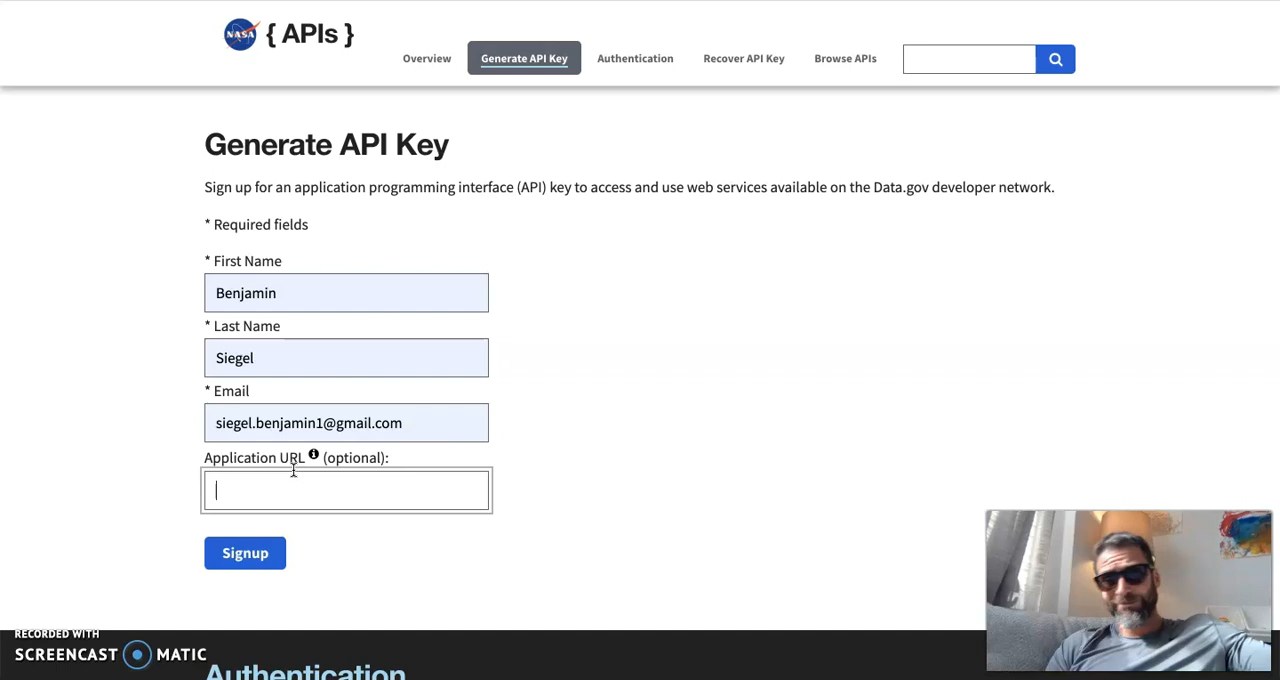 NASA { APIs }
Overview Generate API Key Authentication Recover API Key Browse APIs
Generate API Key
Sign up for an application programming interface (API) key to access and use web services available on the Data.gov developer network.
* Required fields
* First Name
Benjamin
* Last Name
Siegel
* Email
siegel.benjamin1@gmail.com
Application URL (optional):
Signup
RECORDED WITH
SCREENCAST MATIC
Authentication